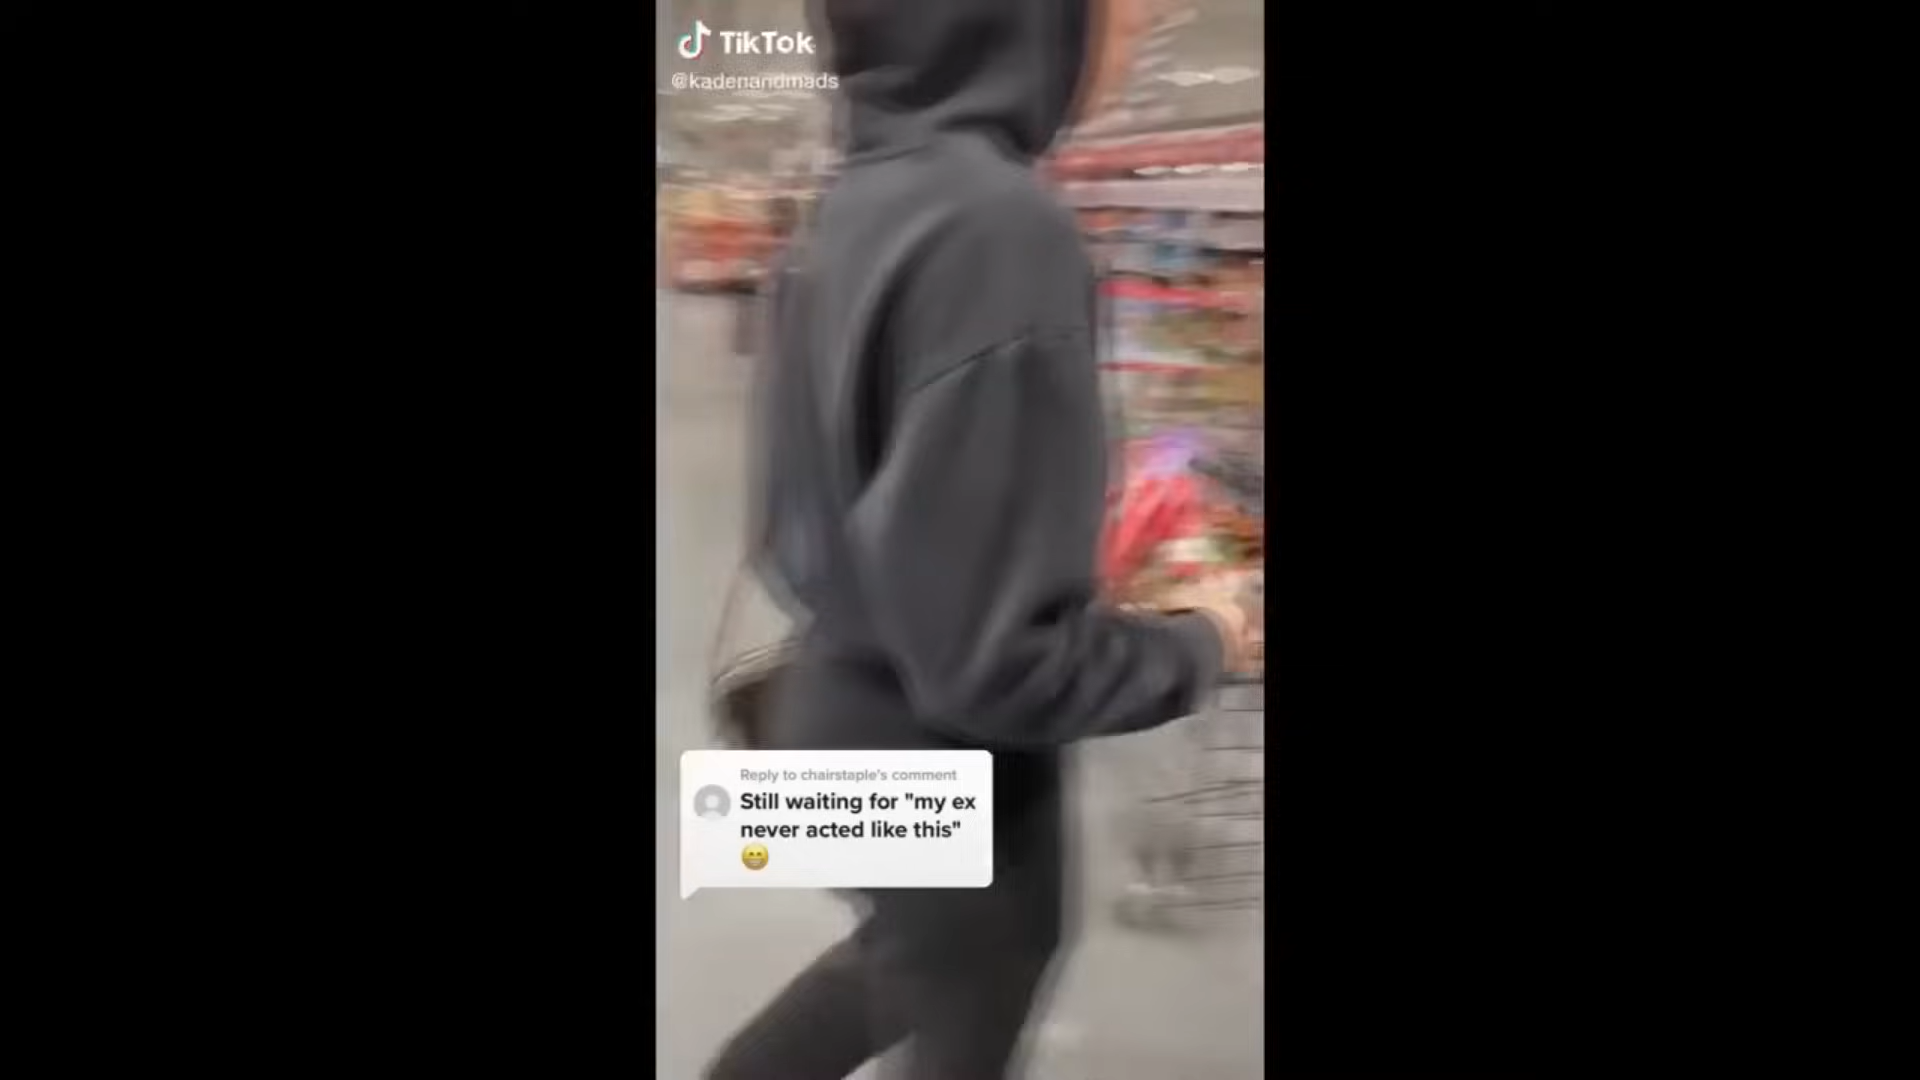 TikTok
@kadenandmads
Reply to chairstaple's comment
Still waiting for "my ex
never acted like this"
😁